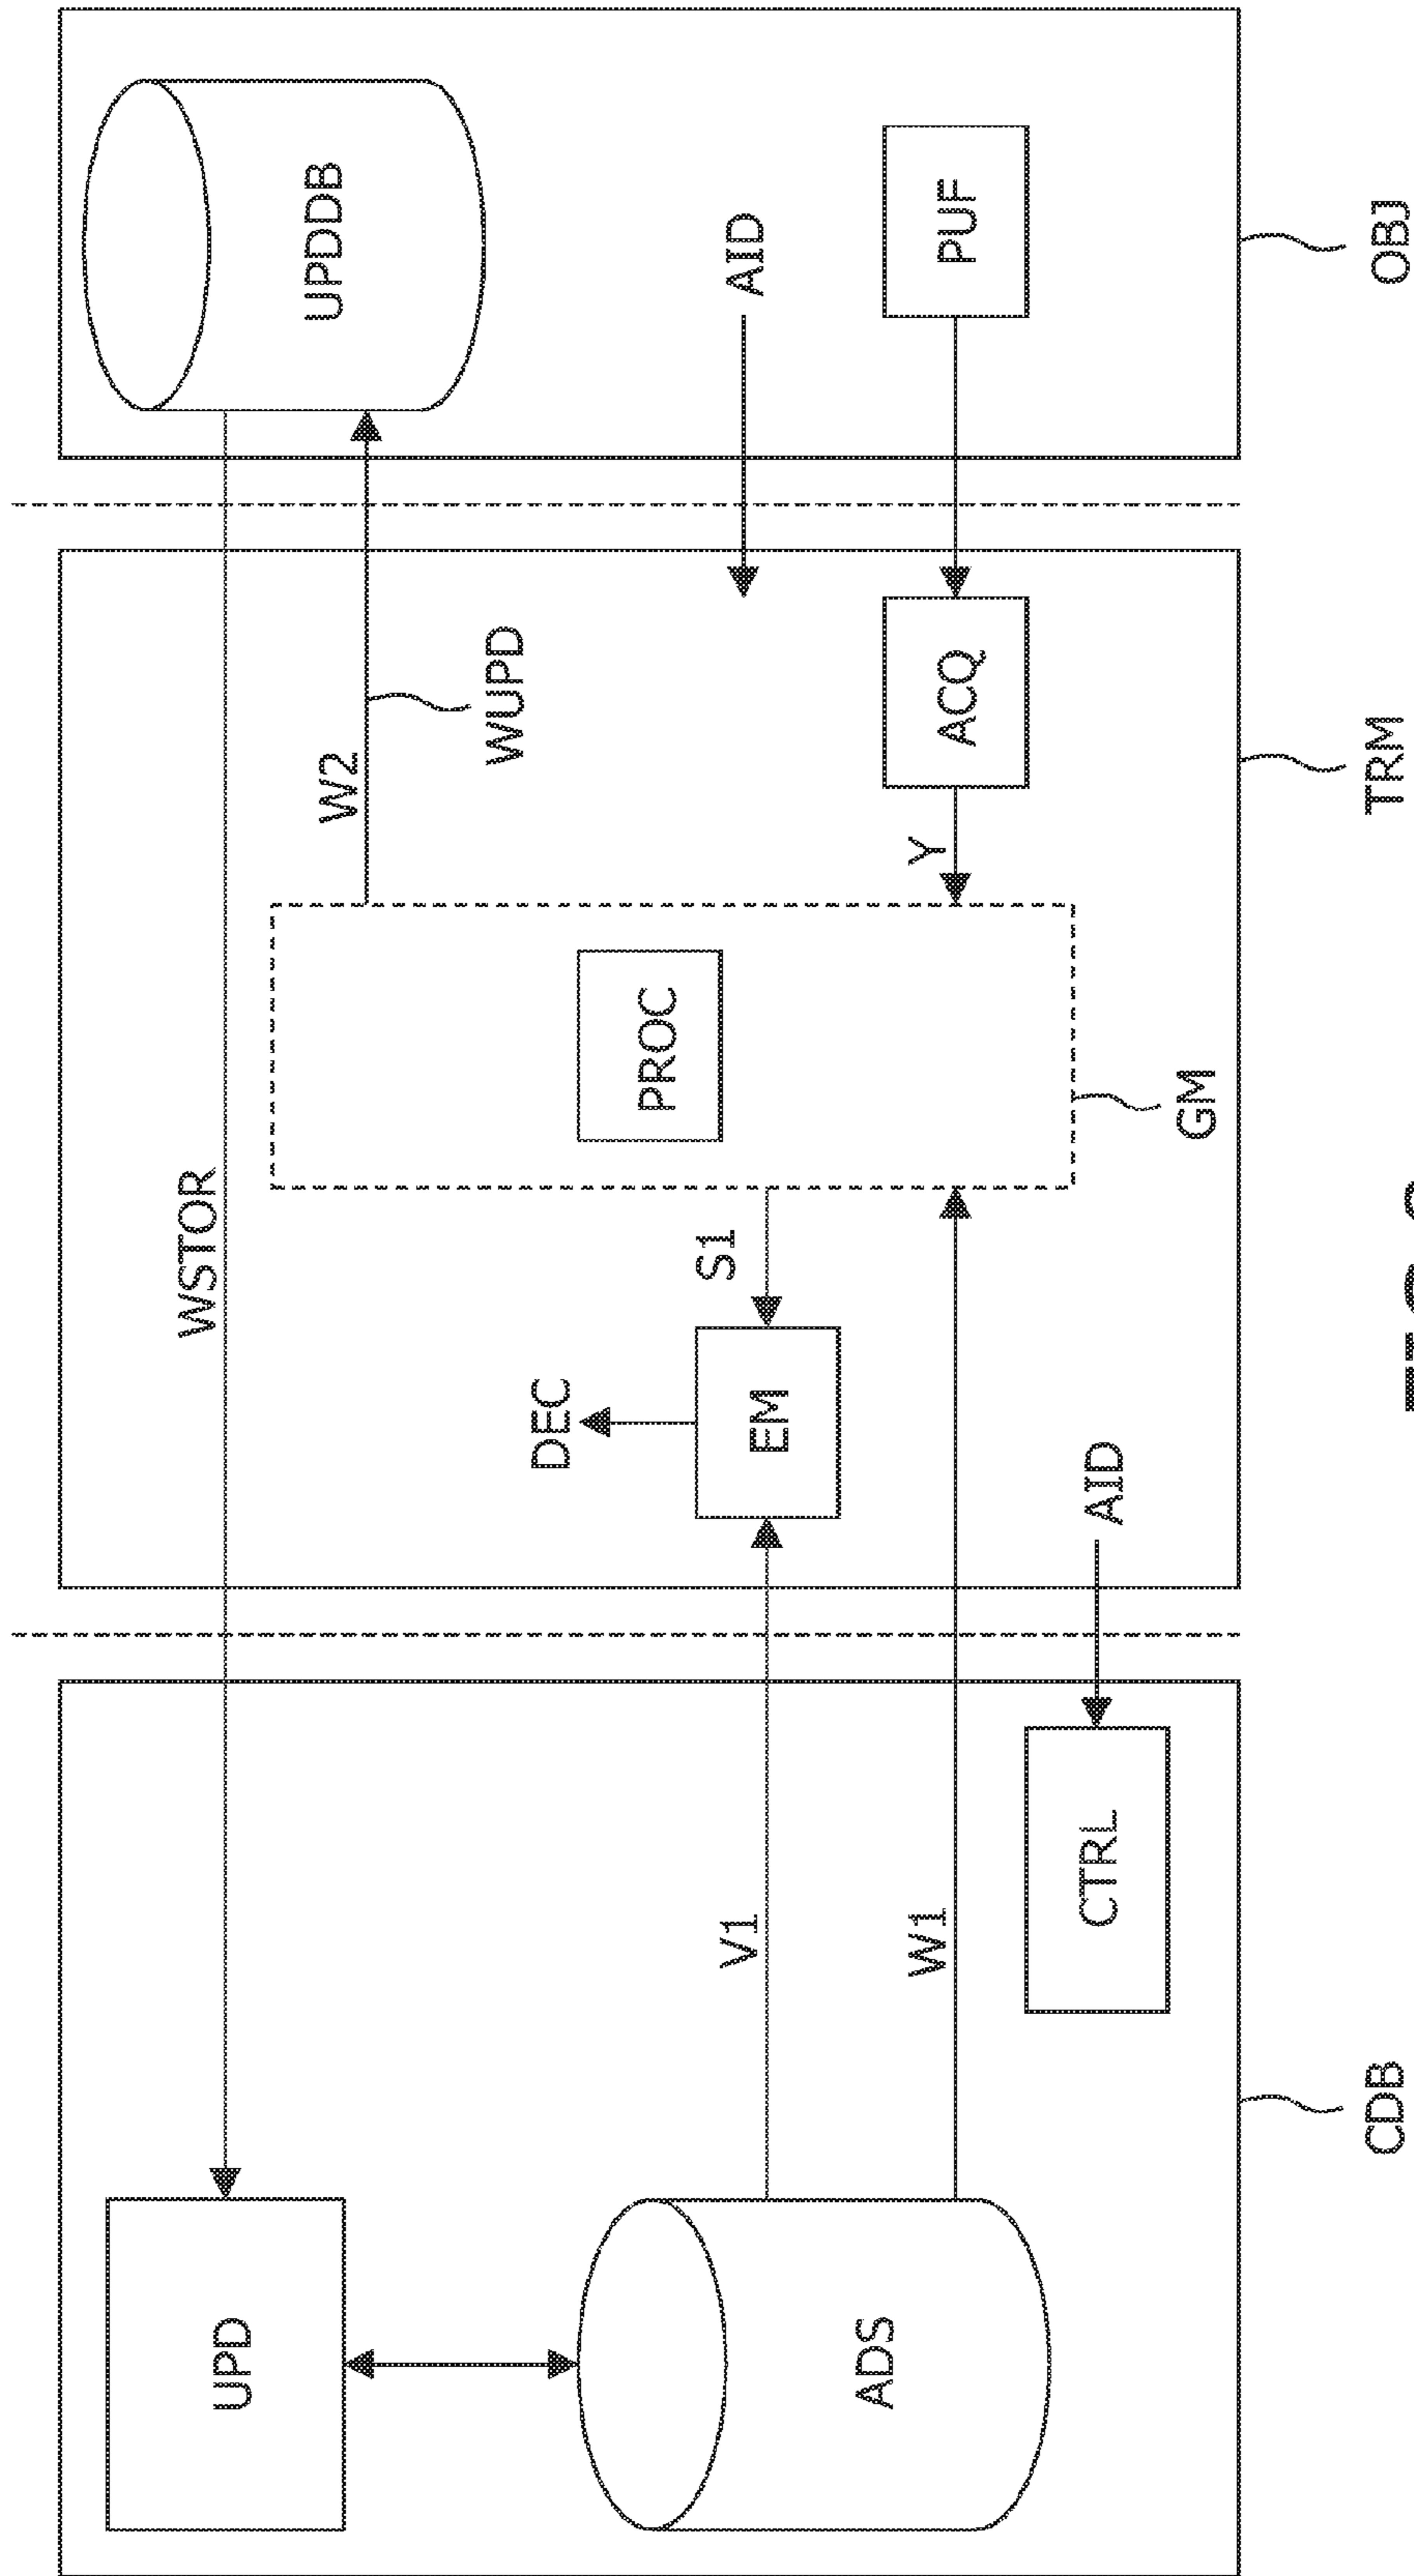 UPD
WSTOR
UPDDB
W2
WUPD
DEC
PROC
AID
V1
EM
S1
ADS
W1
Y
ACQ
PUF
CTRL
AID
GM
CDB
TRM
OBJ